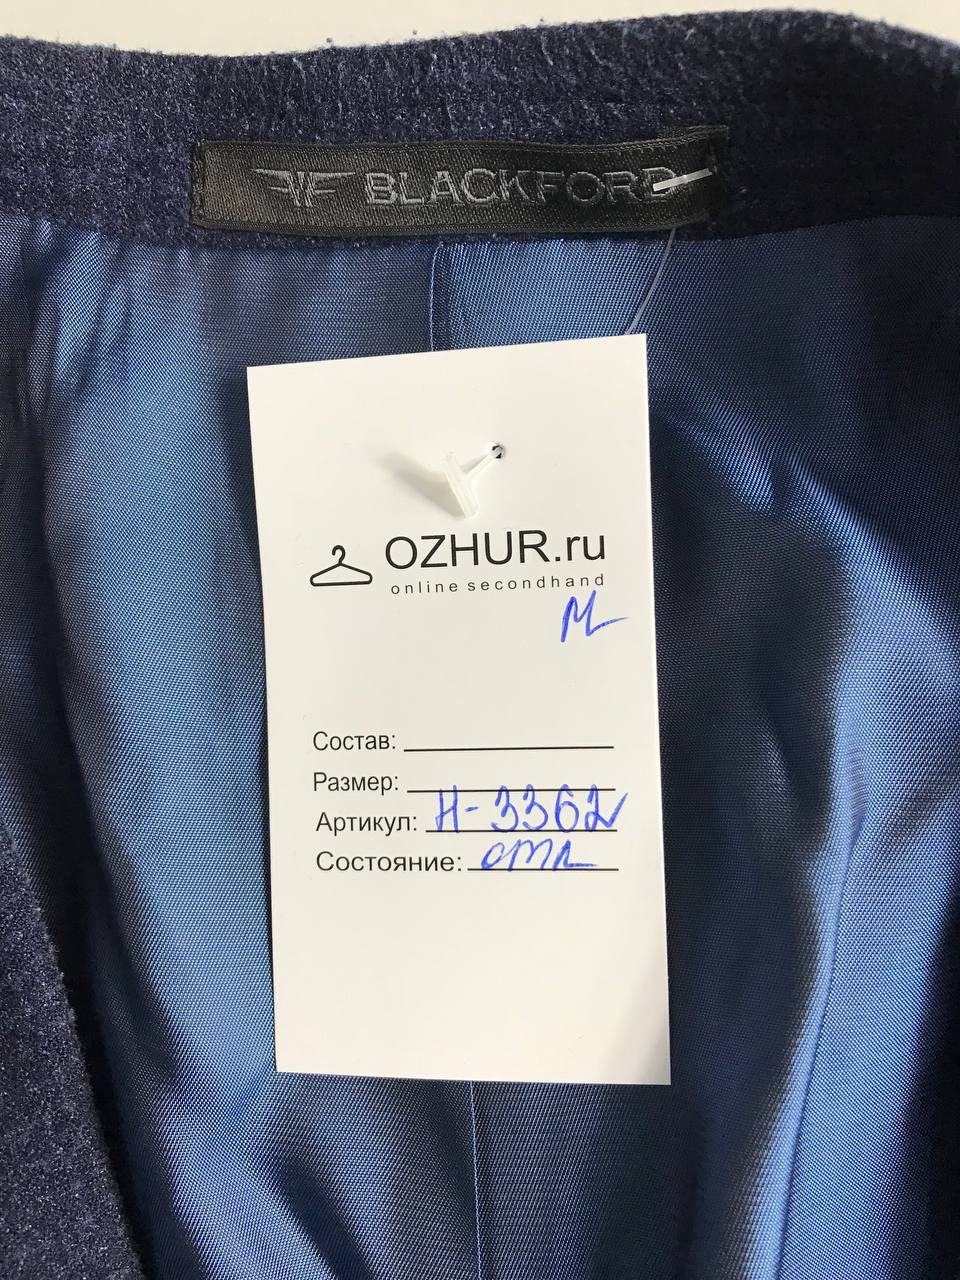 BLACKFORD
OZHUR.ru
online secondhand
М
Состав:
Размер:
Артикул: Н-3362
Состояние: отл